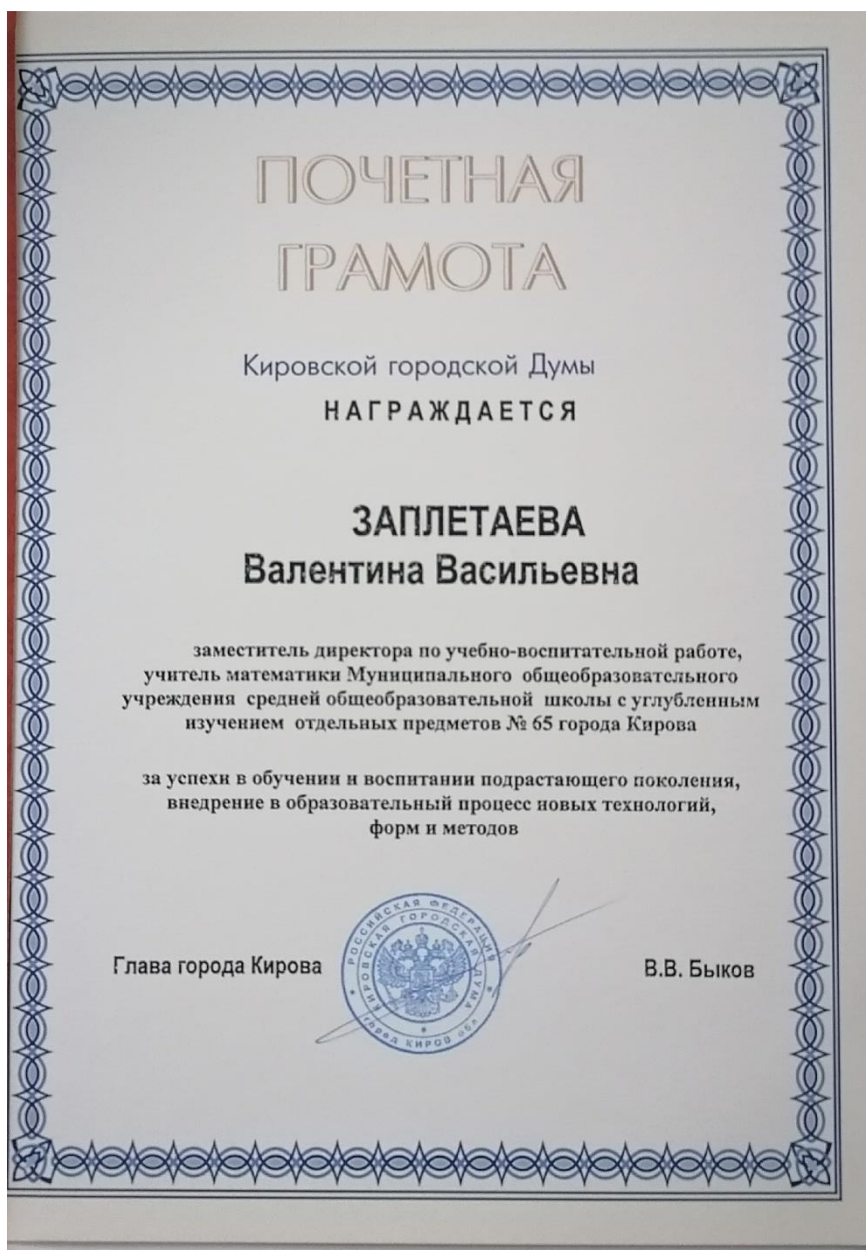 ПОЧЕТНАЯ
ГРАМОТА
Кировской городской Думы
НАГРАЖДАЕТСЯ
ЗАПЛЕТАЕВА
Валентина Васильевна
заместитель директора по учебно-воспитательной работе,
учитель математики Муниципального общеобразовательного
учреждения средней общеобразовательной школы с углубленным
изучением отдельных предметов № 65 города Кирова
за успехи в обучении и воспитании подрастающего поколения,
внедрение в образовательный процесс новых технологий,
форм и методов
Глава города Кирова
РОССИЙСКАЯ ФЕДЕРАЦИЯ
КИРОВСКАЯ ГОРОДСКАЯ ДУМА
город КИРОВ обл
В.В. Быков